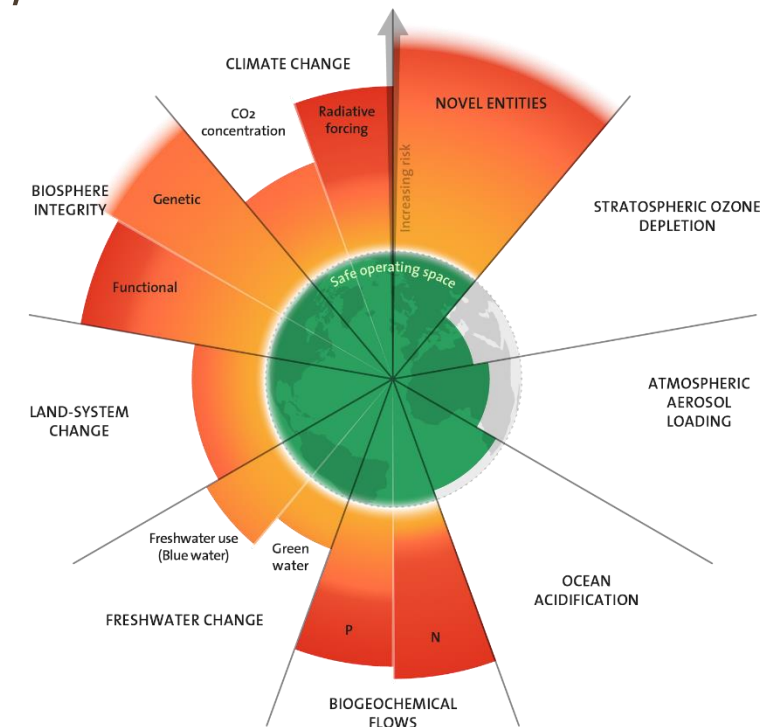 CLIMATE CHANGE
CO2
concentration
Radiative
forcing
Increasing risk
NOVEL ENTITIES
STRATOSPHERIC OZONE
DEPLETION
ATMOSPHERIC
AEROSOL
LOADING
OCEAN
ACIDIFICATION
BIOGEOCHEMICAL
FLOWS
P
N
FRESHWATER CHANGE
Freshwater use
(Blue water)
Green
water
LAND-SYSTEM
CHANGE
BIOSPHERE
INTEGRITY
Genetic
Functional
Safe operating space